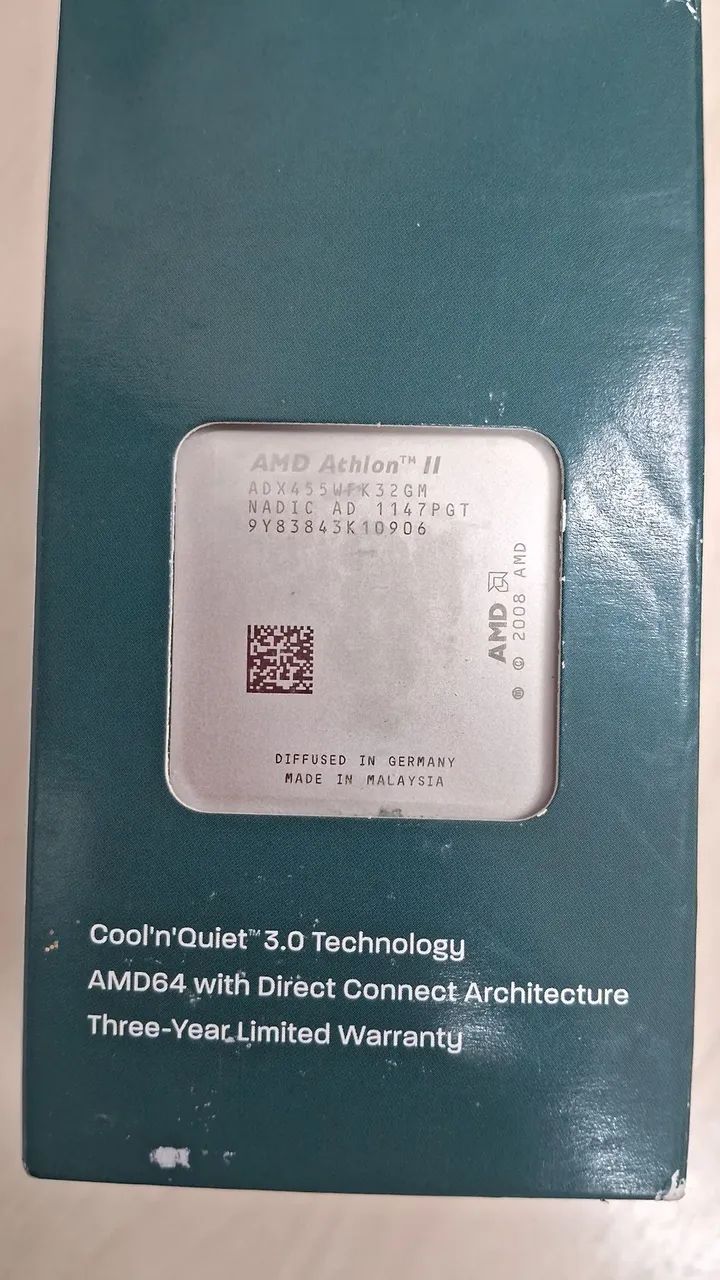 AMD Athlon™ II
ADX455WFK32GM
NADIC AD 1147PGT
9Y83843K10906
AMD
© 2008 AMD
DIFFUSED IN GERMANY
MADE IN MALAYSIA
Cool'n'Quiet™ 3.0 Technology
AMD64 with Direct Connect Architecture
Three-Year Limited Warranty